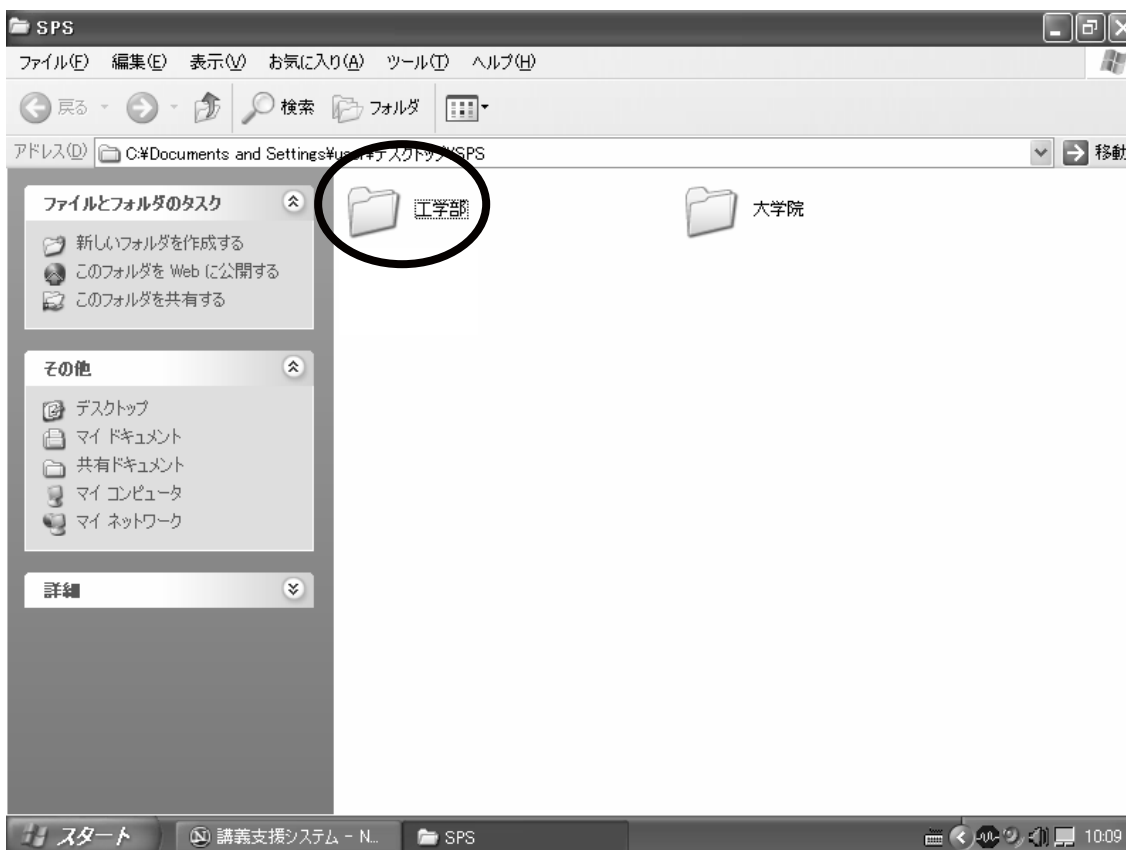 SPS
ファイル(F) 編集(E) 表示(V) お気に入り(A) ツール(T) ヘルプ(H)
戻る 検索 フォルダ
アドレス(D) C:¥Documents and Settings¥user¥デスクトップ¥SPS 移動
ファイルとフォルダのタスク
新しいフォルダを作成する
このフォルダを Web に公開する
このフォルダを共有する
その他
デスクトップ
マイ ドキュメント
共有ドキュメント
マイ コンピュータ
マイ ネットワーク
詳細
工学部 大学院
スタート 講義支援システム - N... SPS 10:09